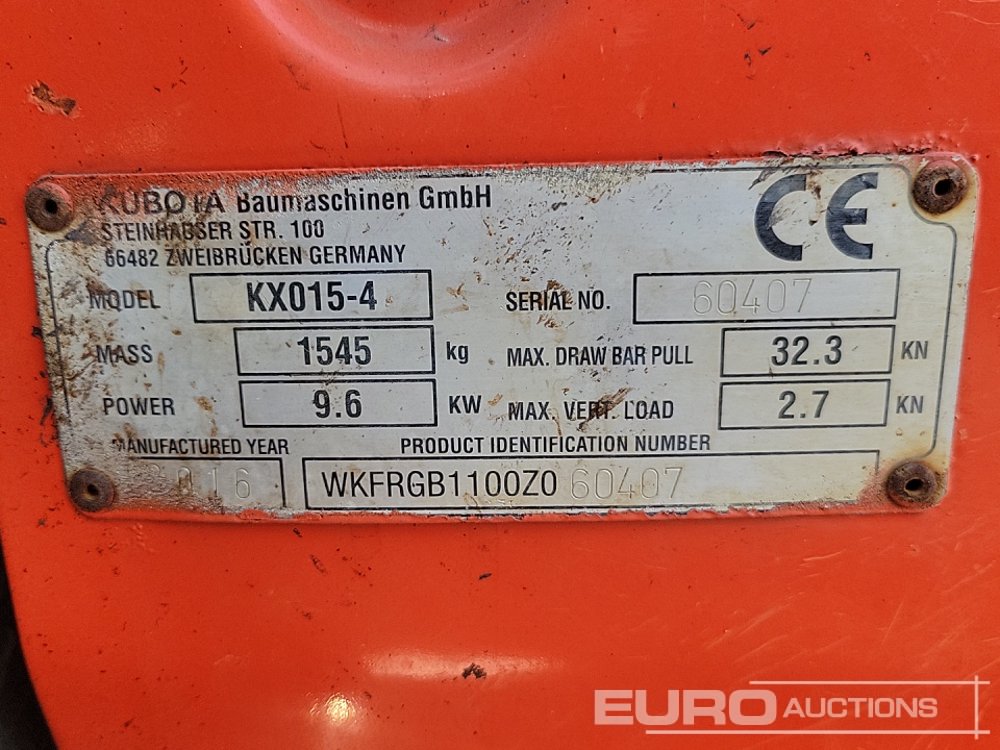 KUBOTA Baumaschinen GmbH
STEINHAUSER STR. 100
66482 ZWEIBRÜCKEN GERMANY
CE
MODEL KX015-4 SERIAL NO. 60407
MASS 1545 kg MAX. DRAW BAR PULL 32.3 KN
POWER 9.6 KW MAX. VERT. LOAD 2.7 KN
MANUFACTURED YEAR PRODUCT IDENTIFICATION NUMBER
2016 WKFRGB1100Z060407
EURO AUCTIONS